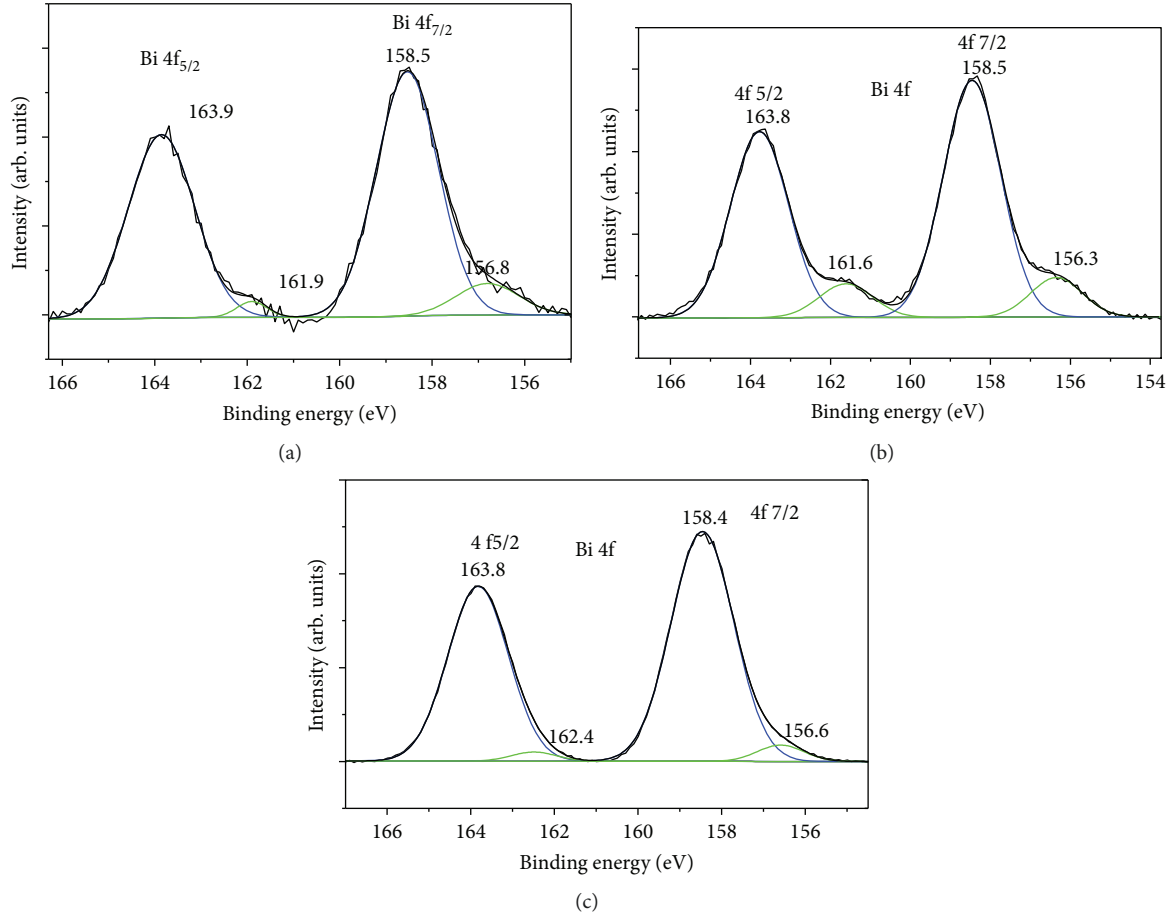 Bi 4f7/2
158.5
Bi 4f5/2
163.9
161.9
156.8
Intensity (arb. units)
166 164 162 160 158 156
Binding energy (eV)
(a)
4f 7/2
158.5
Bi 4f
4f 5/2
163.8
161.6
156.3
Intensity (arb. units)
166 164 162 160 158 156 154
Binding energy (eV)
(b)
158.4
4f 7/2
4 f5/2
Bi 4f
163.8
162.4
156.6
Intensity (arb. units)
166 164 162 160 158 156
Binding energy (eV)
(c)